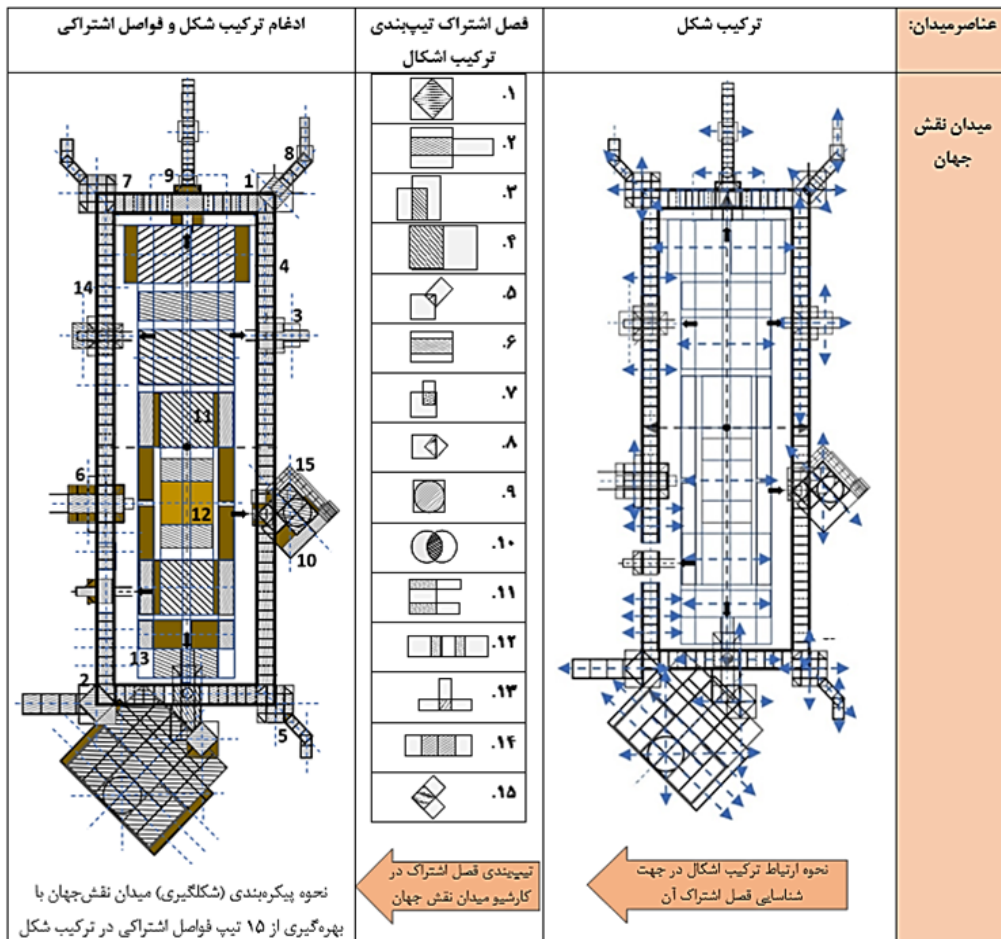 عناصرمیدان:
ترکیب شکل
فصل اشتراک تیپ‌بندی
ترکیب اشکال
ادغام ترکیب شکل و فواصل اشتراکی
میدان نقش
جهان
۱.
۲.
۳.
۴.
۵.
۶.
۷.
۸.
۹.
۱۰.
۱۱.
۱۲.
۱۳.
۱۴.
۱۵.
8
9
1
7
4
14
3
11
6
15
12
10
13
2
5
نحوه ارتباط ترکیب اشکال در جهت
شناسایی فصل اشتراک آن
تیپ‌بندی فصل اشتراک در
کارشیو میدان نقش جهان
نحوه پیکره‌بندی (شکلگیری) میدان نقش‌جهان با
بهره‌گیری از ۱۵ تیپ فواصل اشتراکی در ترکیب شکل